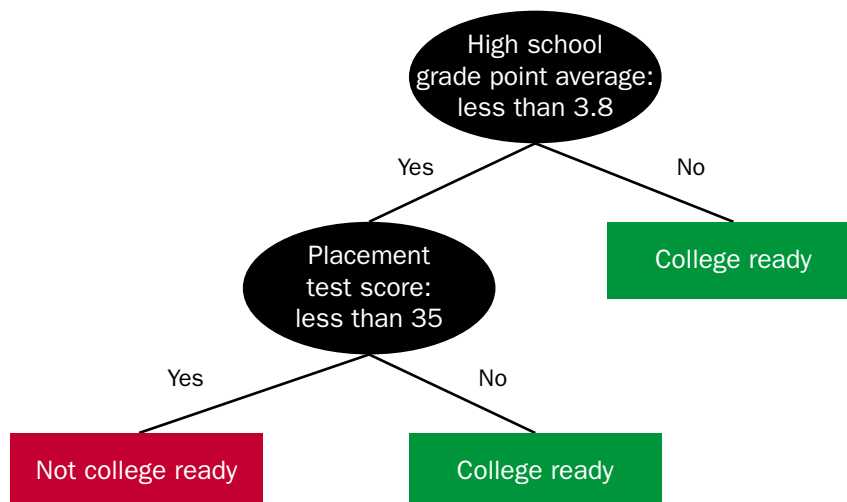 High school
grade point average:
less than 3.8
Yes
No
Placement
test score:
less than 35
College ready
Yes
No
Not college ready
College ready